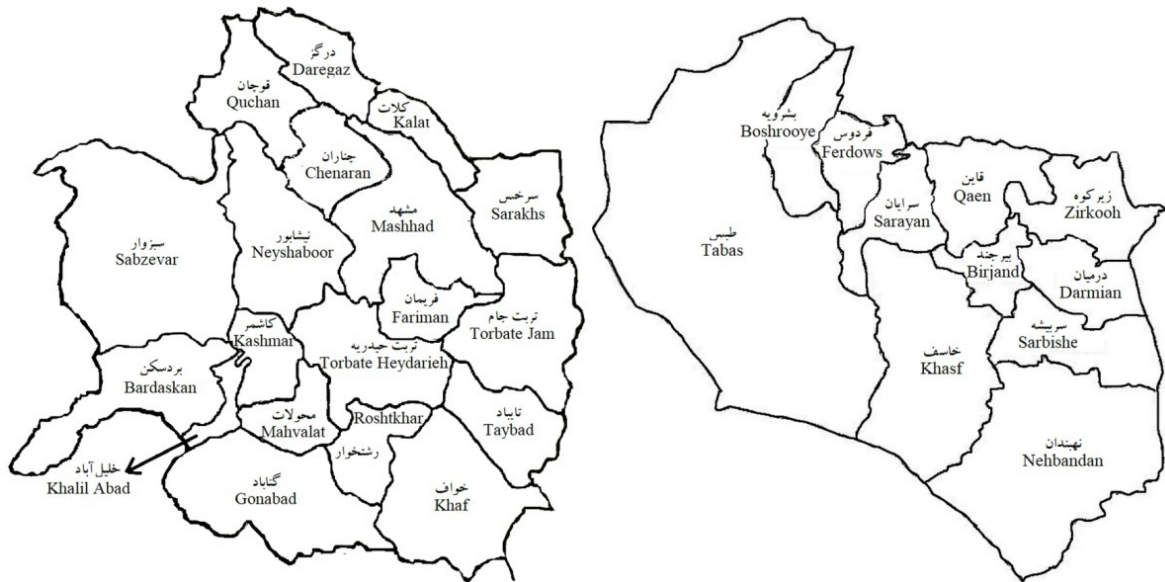 درگز
Daregaz
قوچان
Quchan
کلات
Kalat
چناران
Chenaran
سرخس
Sarakhs
مشهد
Mashhad
نیشابور
Neyshaboor
سبزوار
Sabzevar
فریمان
Fariman
تربت جام
Torbate Jam
کاشمر
Kashmar
تربت حیدریه
Torbate Heydarieh
بردسکن
Bardaskan
محولات
Mahvalat
Roshtkhar
رشتخوار
تایباد
Taybad
خلیل آباد
Khalil Abad
گناباد
Gonabad
خواف
Khaf
بشرویه
Boshrooye
فردوس
Ferdows
قاین
Qaen
سرایان
Sarayan
زیرکوه
Zirkooh
طبس
Tabas
بیرجند
Birjand
درمیان
Darmian
سربیشه
Sarbishe
خاسف
Khasf
نهبندان
Nehbandan